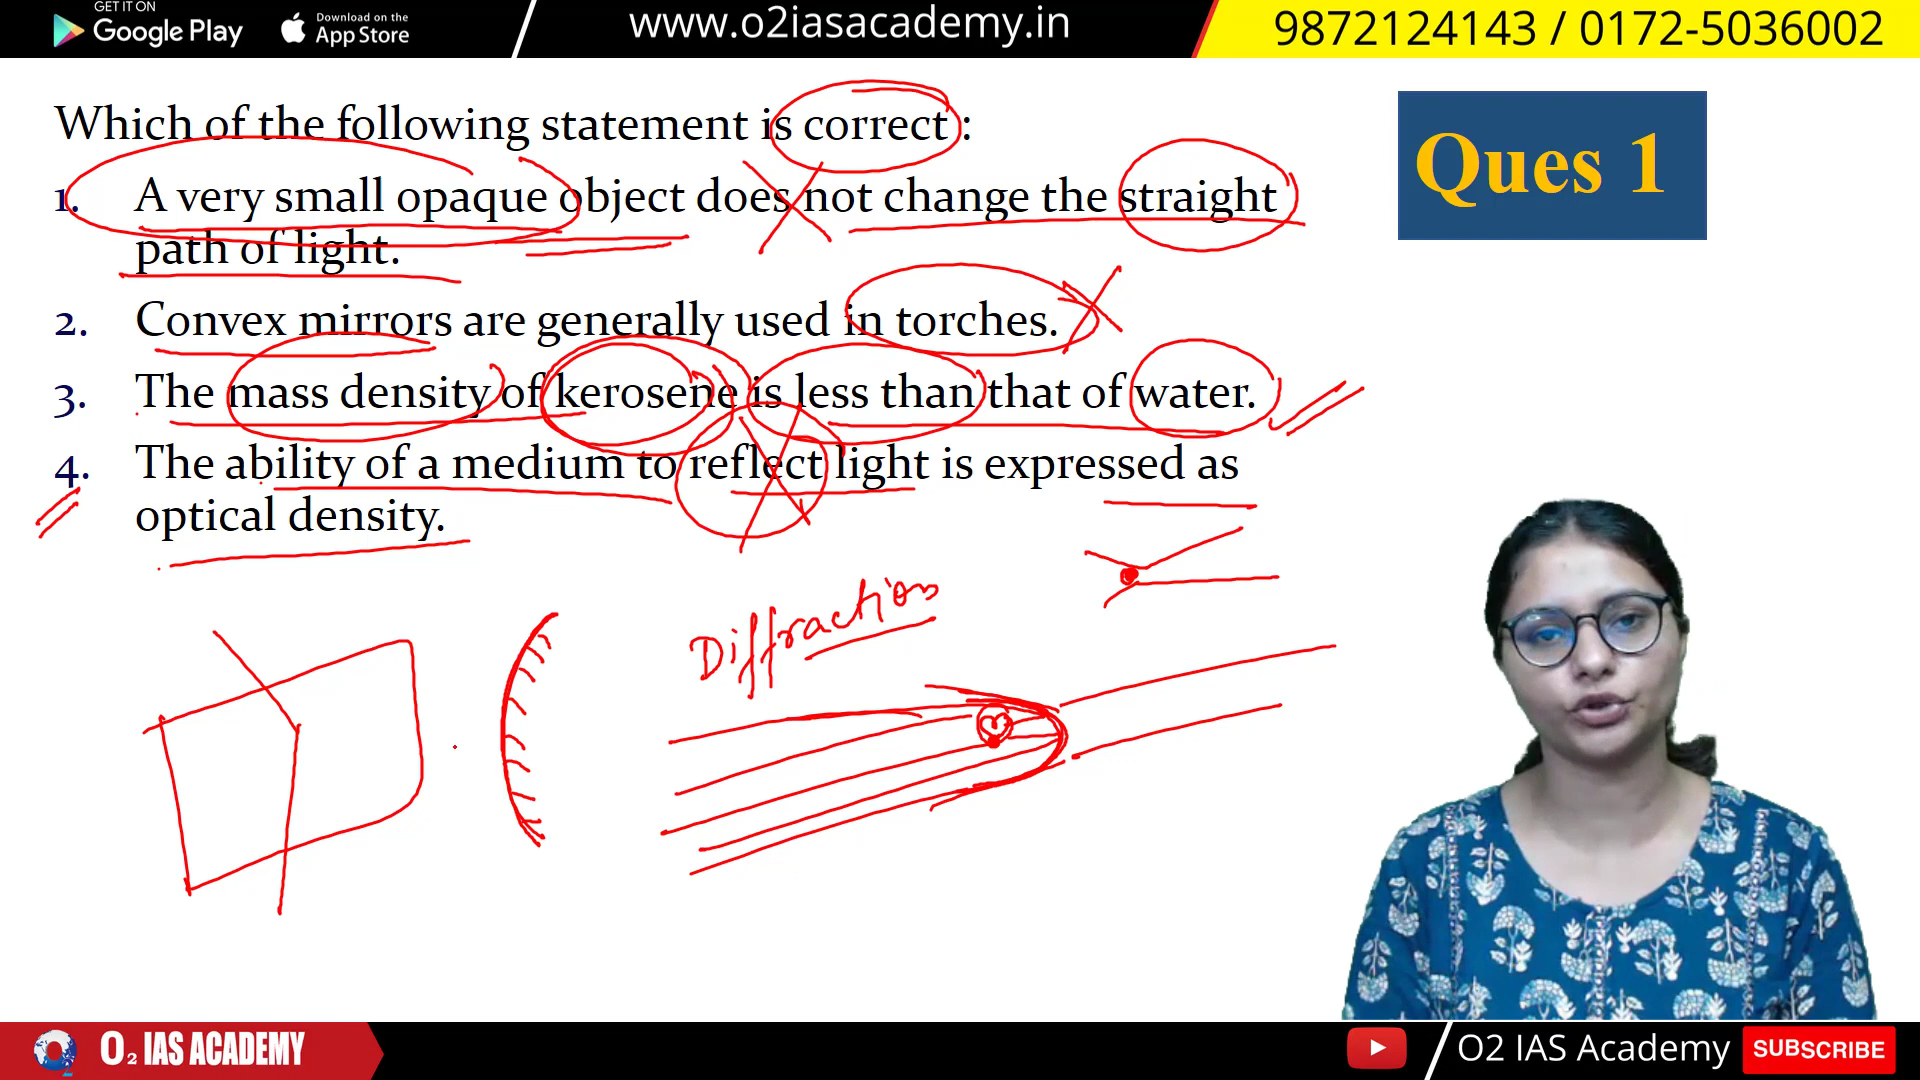 GET IT ON
Google Play
Download on the
App Store
www.o2iasacademy.in
9872124143 / 0172-5036002
Which of the following statement is correct :
Ques 1
1. A very small opaque object does not change the straight
path of light.
2. Convex mirrors are generally used in torches.
3. The mass density of kerosene is less than that of water.
4. The ability of a medium to reflect light is expressed as
optical density.
Diffraction
O2 IAS ACADEMY
O2 IAS Academy
SUBSCRIBE